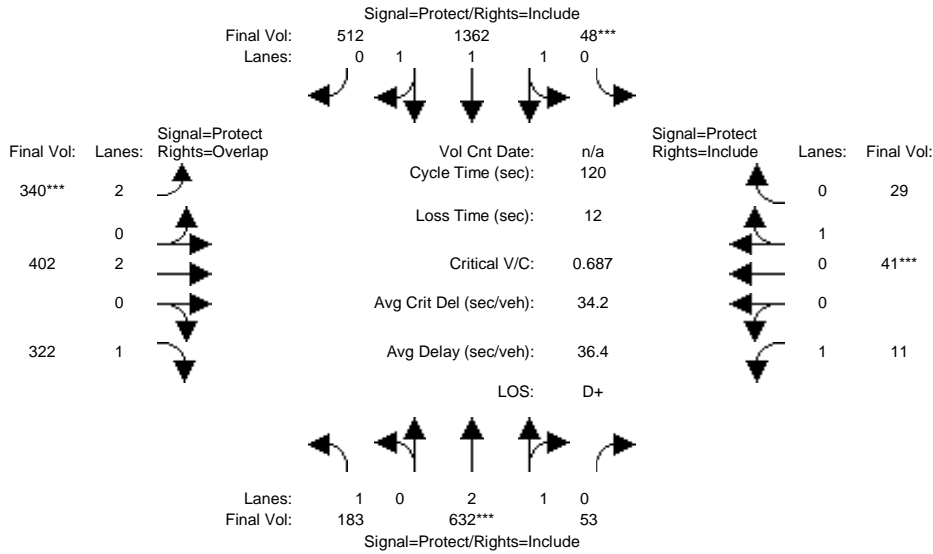 Signal=Protect/Rights=Include
Final Vol: 512 1362 48***
Lanes: 0 1 1 1 0
Signal=Protect
Final Vol: Lanes: Rights=Overlap
Vol Cnt Date: n/a
Signal=Protect
Rights=Include Lanes: Final Vol:
Cycle Time (sec): 120
340*** 2
0 29
Loss Time (sec): 12
0
1
402 2
Critical V/C: 0.687
0 41***
0
Avg Crit Del (sec/veh): 34.2
0
322 1
Avg Delay (sec/veh): 36.4
1 11
LOS: D+
Lanes: 1 0 2 1 0
Final Vol: 183 632*** 53
Signal=Protect/Rights=Include